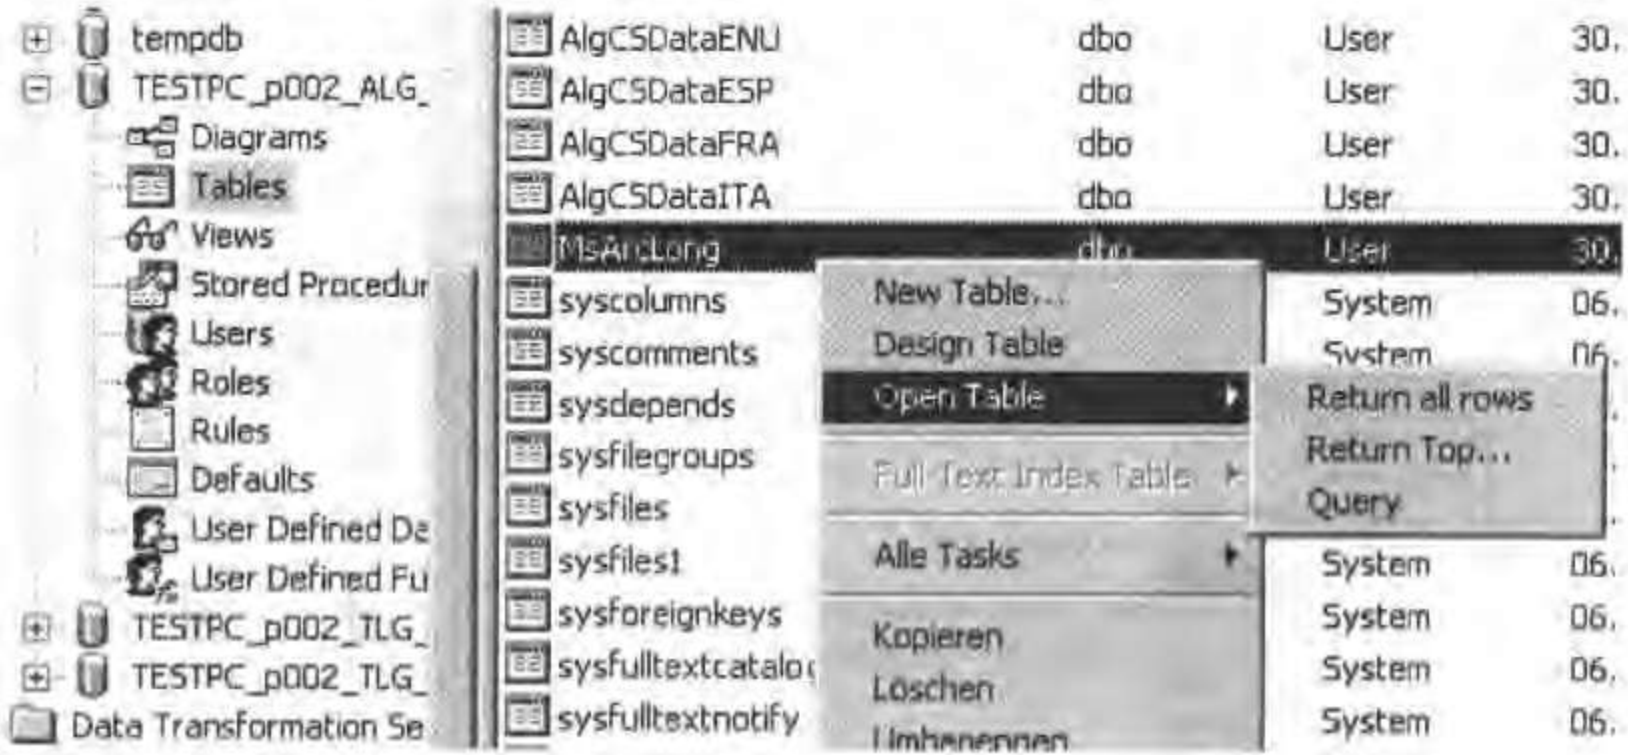 tempdb
TESTPC_p002_ALG_
Diagrams
Tables
Views
Stored Procedur
Users
Roles
Rules
Defaults
User Defined Da
User Defined Fu
TESTPC_p002_TLG_
TESTPC_p002_TLG_
Data Transformation Se
AlgCSDataENU dbo User 30.
AlgCSDataESP dbo User 30.
AlgCSDataFRA dbo User 30.
AlgCSDataITA dbo User 30.
MsArcLong dbo User 30.
syscolumns System 06.
syscomments System 06.
sysdepends
sysfilegroups
sysfiles
sysfiles1 System 06.
sysforeignkeys System 06.
sysfulltextcatalo System 06.
sysfulltextnotify System 06.
New Table...
Design Table
Open Table
Full-Text Index Table
Alle Tasks
Kopieren
Löschen
Umbenennen
Return all rows
Return Top...
Query